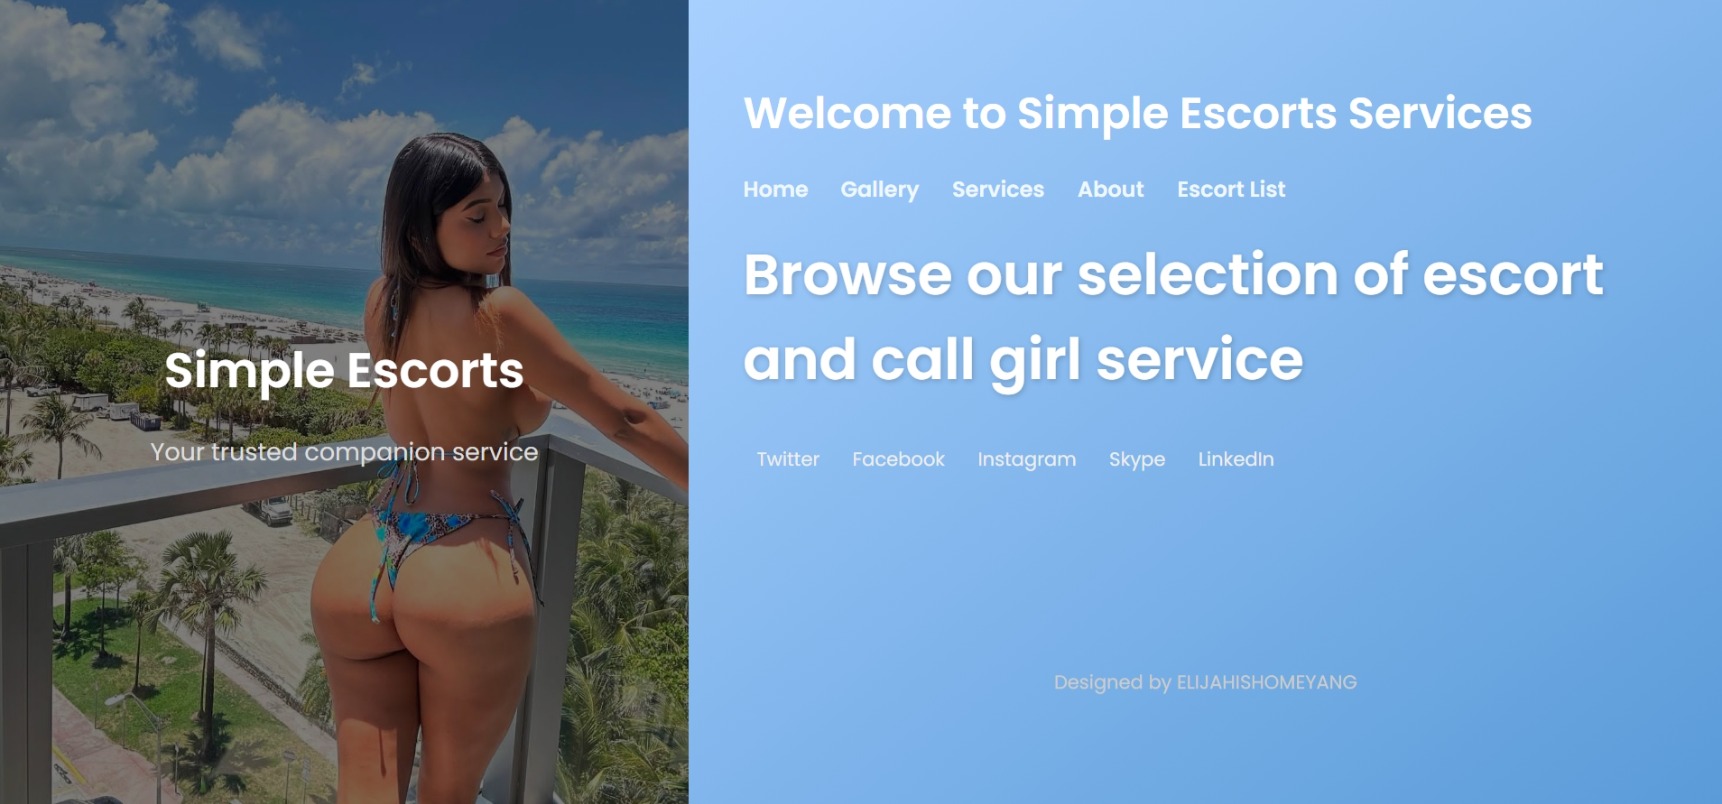 Simple Escorts
Your trusted companion service
Welcome to Simple Escorts Services
Home Gallery Services About Escort List
Browse our selection of escort
and call girl service
Twitter Facebook Instagram Skype LinkedIn
Designed by ELIJAHISHOMEYANG